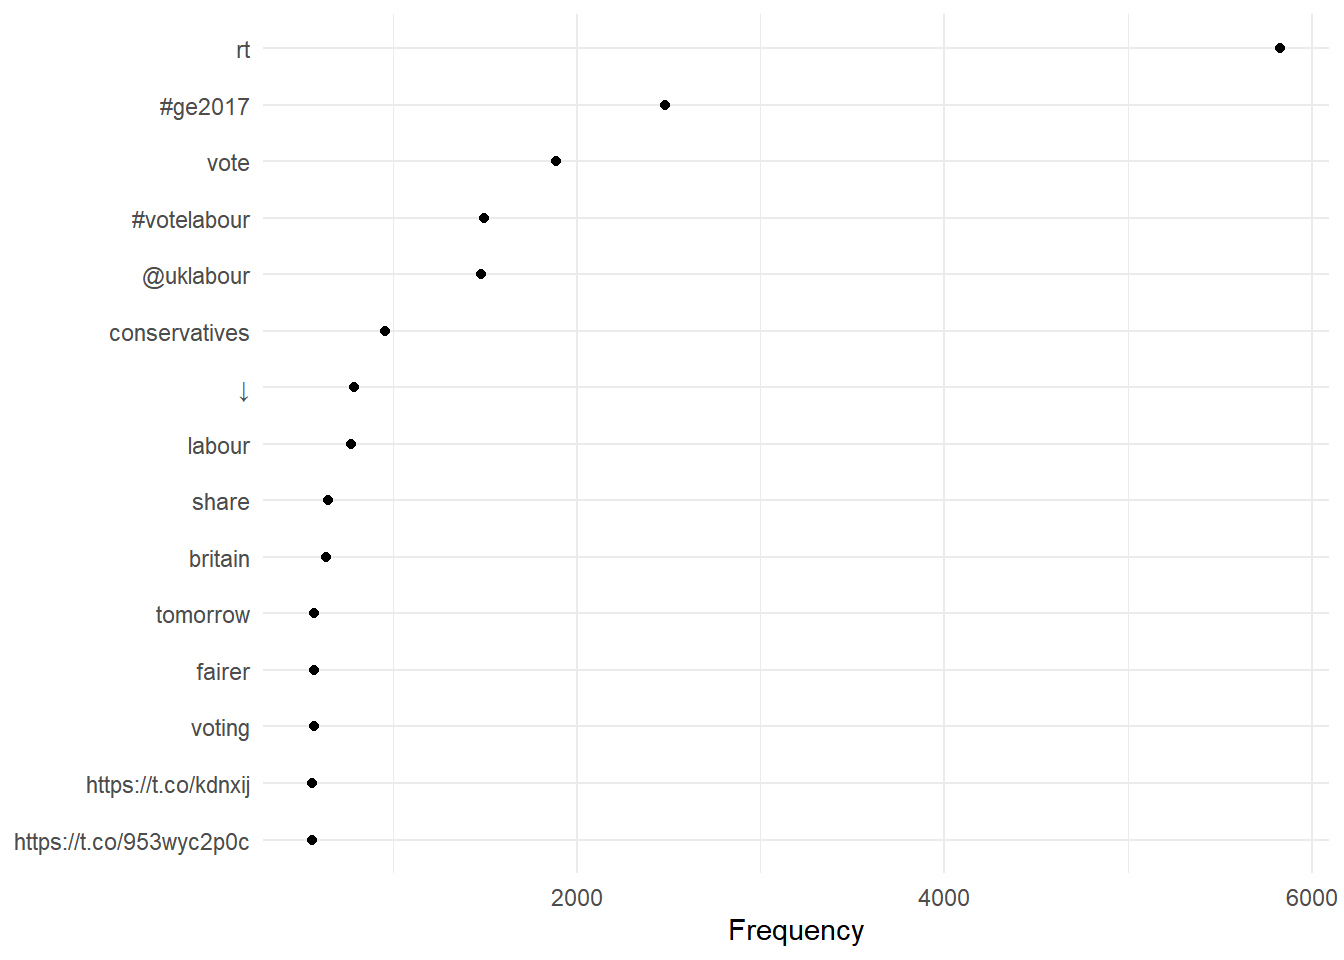 rt
#ge2017
vote
#votelabour
@uklabour
conservatives
↓
labour
share
britain
tomorrow
fairer
voting
https://t.co/kdnxij
https://t.co/953wyc2p0c
2000 4000 6000
Frequency